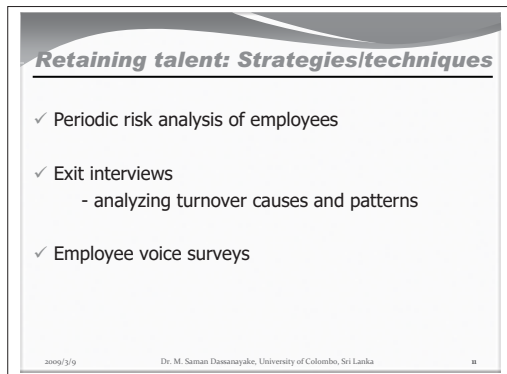 Retaining talent: Strategies/techniques
✓ Periodic risk analysis of employees
✓ Exit interviews
- analyzing turnover causes and patterns
✓ Employee voice surveys
2009/3/9 Dr. M. Saman Dassanayake, University of Colombo, Sri Lanka 11